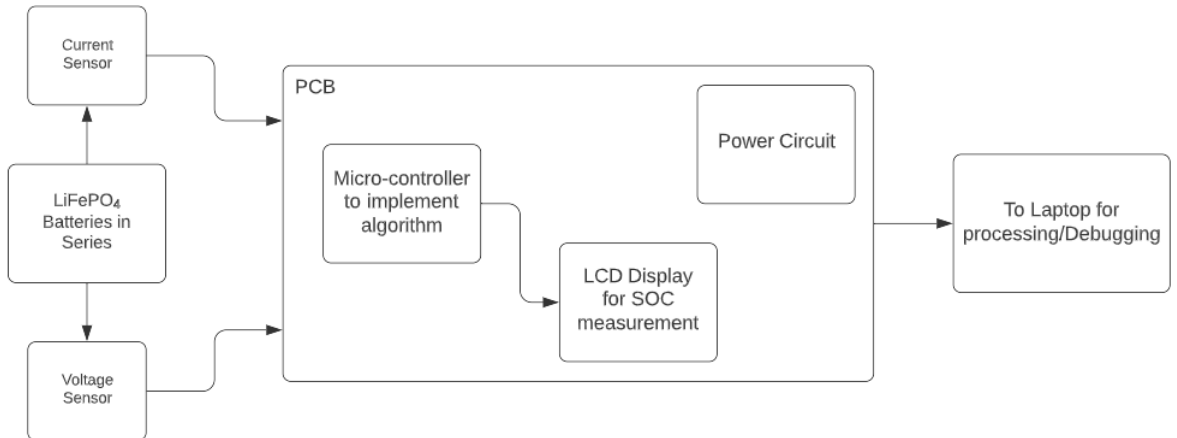 Current
Sensor
PCB
Power Circuit
Micro-controller
to implement
algorithm
LiFePO₄
Batteries in
Series
To Laptop for
processing/Debugging
LCD Display
for SOC
measurement
Voltage
Sensor